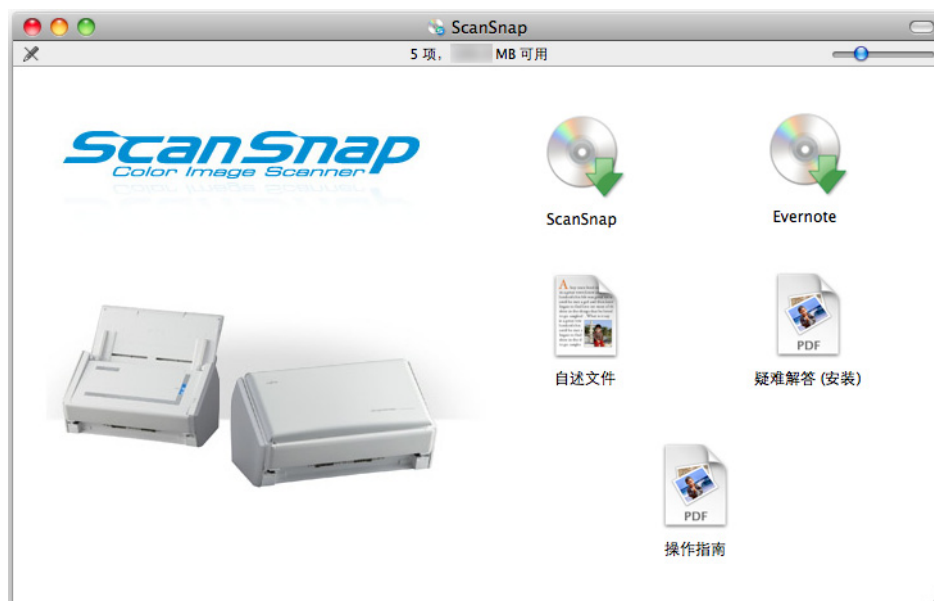 ScanSnap
5 项， MB 可用
ScanSnap
Color Image Scanner
ScanSnap
Evernote
自述文件
PDF
疑难解答 (安装)
PDF
操作指南